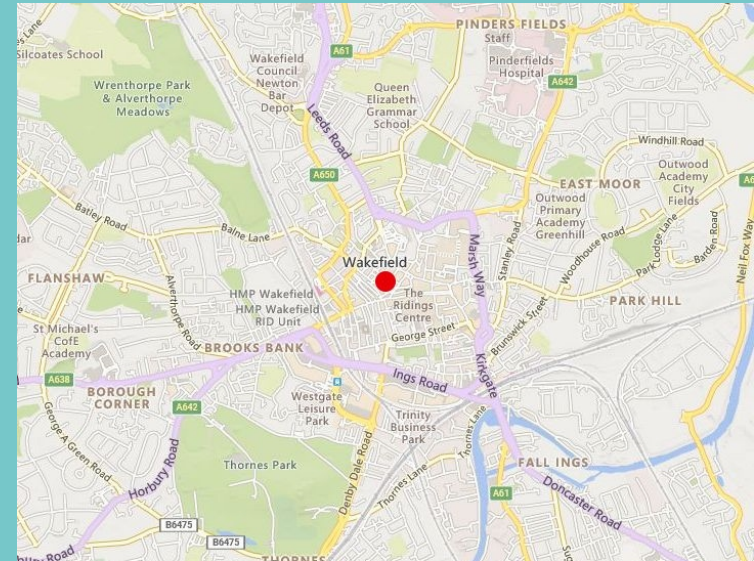 PINDERS FIELDS
Staff
Pinderfields
Hospital
A61
A642
Silcoates School
Wakefield
Council
Newton
Bar
Depot
Wrenthorpe Park
& Alverthorpe
Meadows
Queen
Elizabeth
Grammar
School
Leeds Road
Windhill Road
A650
EAST MOOR
Outwood
Academy
City
Fields
Outwood
Primary
Academy
Greenhill
Batley Road
Balne Lane
Marsh Way
Stanley Road
Woodhouse Road
Park Lodge Lane
Barden Road
Neil Fox Way
Wakefield
FLANSHAW
Alverthorpe Road
HMP Wakefield
HMP Wakefield
RID Unit
The
Ridings
Centre
PARK HILL
St Michael's
CofE
Academy
George Street
Brunswick Street
BROOKS BANK
Kirkgate
A638
Ings Road
BOROUGH
CORNER
A642
Westgate
Leisure
Park
Trinity
Business
Park
George A Green Road
Horbury Road
Thornes Park
Denby Dale Road
Thornes Lane
Thornes Lane
FALL INGS
A61
Doncaster Road
B6475
B6475
THORNES